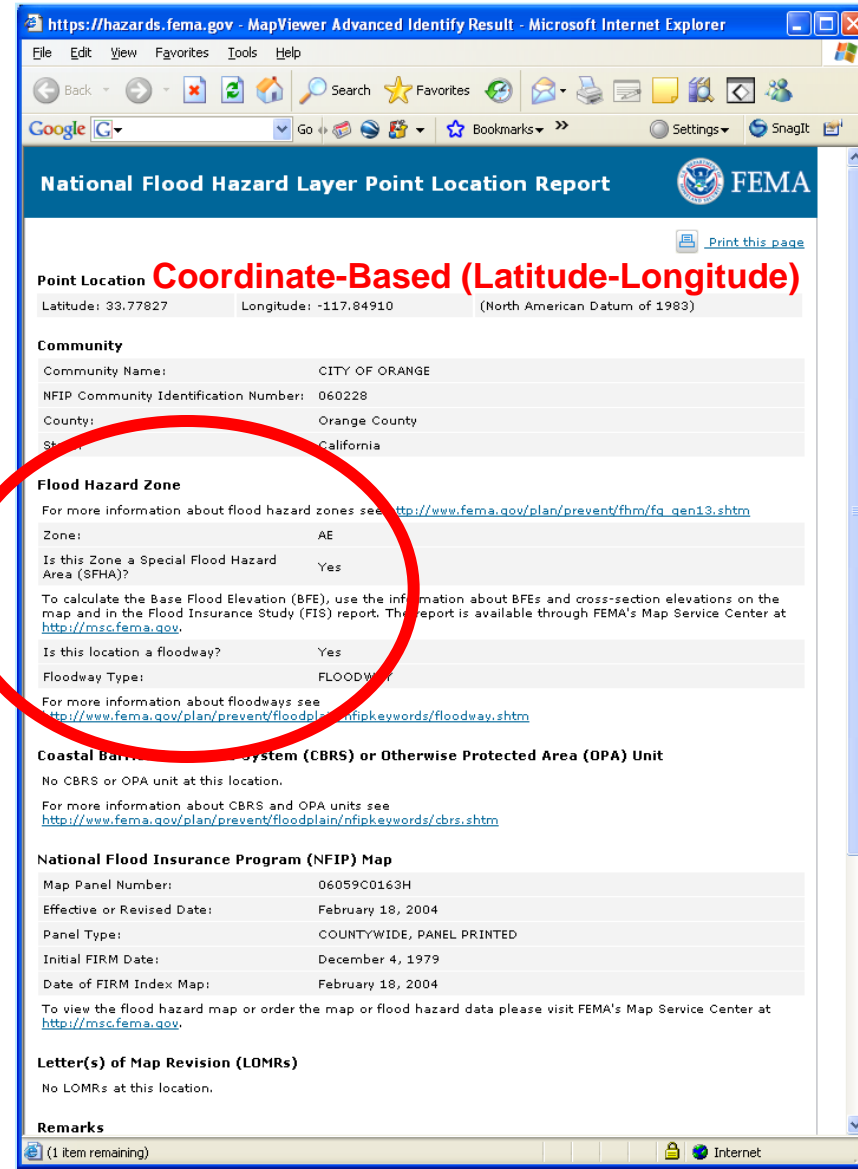 https://hazards.fema.gov - MapViewer Advanced Identify Result - Microsoft Internet Explorer
File Edit View Favorites Tools Help
Back Search Favorites
Google G Go Bookmarks Settings SnagIt
National Flood Hazard Layer Point Location Report FEMA
Print this page
Point Location Coordinate-Based (Latitude-Longitude)
Latitude: 33.77827 Longitude: -117.84910 (North American Datum of 1983)
Community
Community Name: CITY OF ORANGE
NFIP Community Identification Number: 060228
County: Orange County
California
Flood Hazard Zone
For more information about flood hazard zones see http://www.fema.gov/plan/prevent/fhm/fq_gen13.shtm
Zone: AE
Is this Zone a Special Flood Hazard
Area (SFHA)? Yes
To calculate the Base Flood Elevation (BFE), use the information about BFEs and cross-section elevations on the
map and in the Flood Insurance Study (FIS) report. The report is available through FEMA's Map Service Center at
http://msc.fema.gov.
Is this location a floodway? Yes
Floodway Type: FLOODWAY
For more information about floodways see
http://www.fema.gov/plan/prevent/floodplain/nfipkeywords/floodway.shtm
Coastal System (CBRS) or Otherwise Protected Area (OPA) Unit
No CBRS or OPA unit at this location.
For more information about CBRS and OPA units see
http://www.fema.gov/plan/prevent/floodplain/nfipkeywords/cbrs.shtm
National Flood Insurance Program (NFIP) Map
Map Panel Number: 06059C0163H
Effective or Revised Date: February 18, 2004
Panel Type: COUNTYWIDE, PANEL PRINTED
Initial FIRM Date: December 4, 1979
Date of FIRM Index Map: February 18, 2004
To view the flood hazard map or order the map or flood hazard data please visit FEMA's Map Service Center at
http://msc.fema.gov.
Letter(s) of Map Revision (LOMRs)
No LOMRs at this location.
Remarks
(1 item remaining) Internet